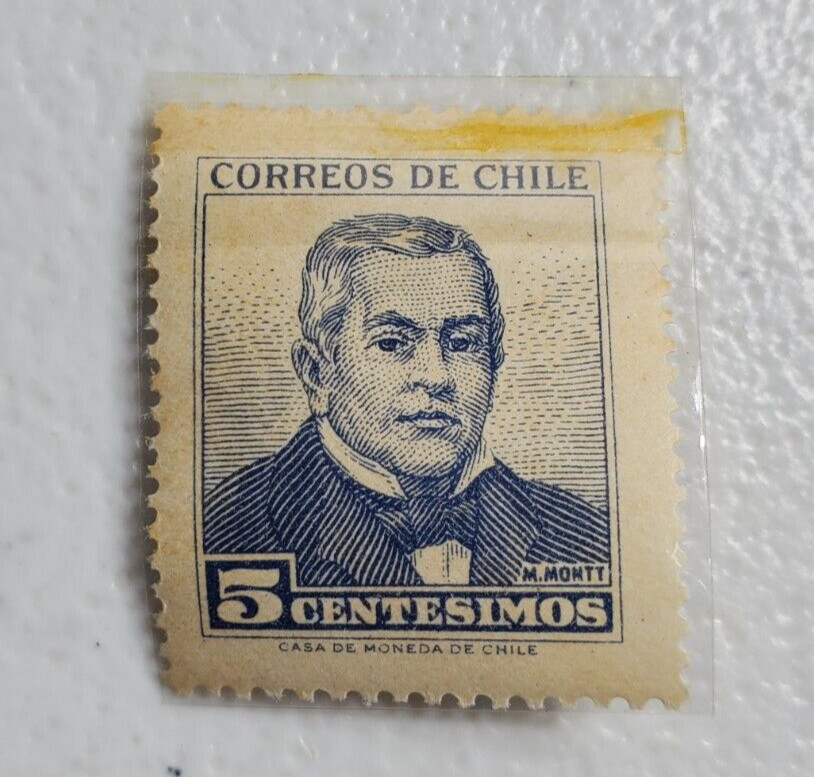 CORREOS DE CHILE
M.MONTT
5 CENTESIMOS
CASA DE MONEDA DE CHILE